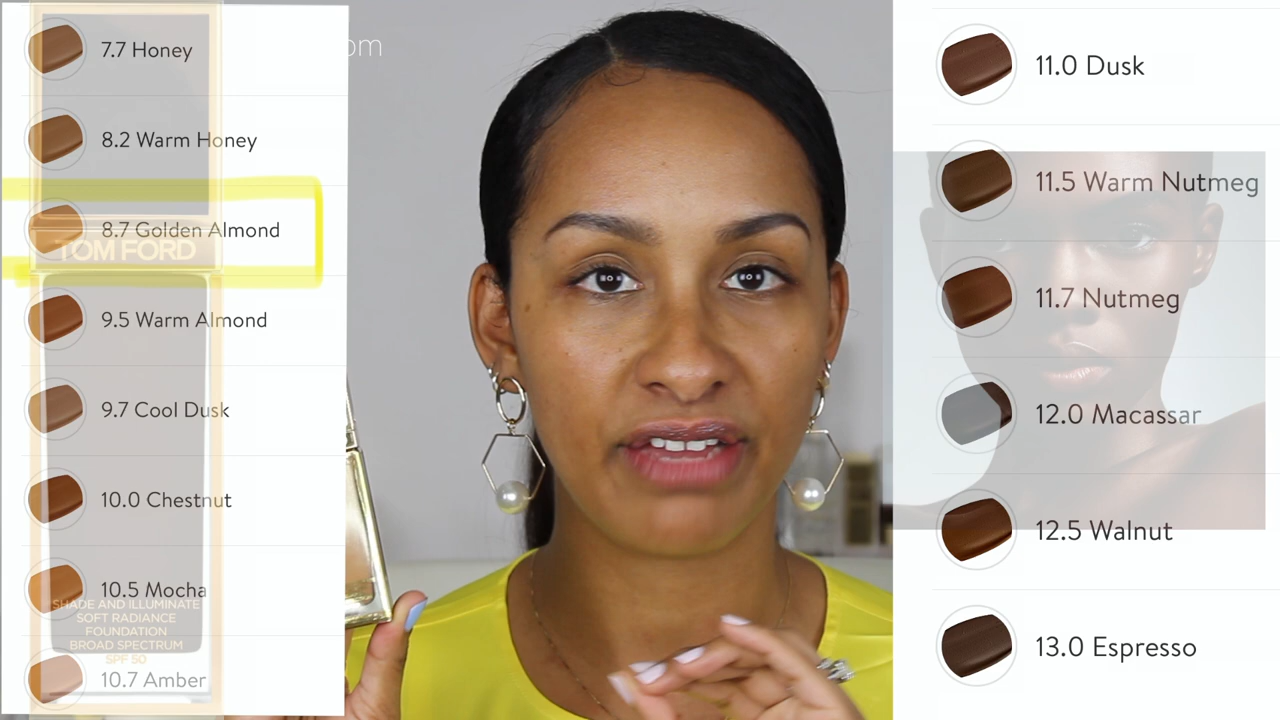 7.7 Honey
8.2 Warm Honey
8.7 Golden Almond
TOM FORD
9.5 Warm Almond
9.7 Cool Dusk
10.0 Chestnut
10.5 Mocha
SHADE AND ILLUMINATE
SOFT RADIANCE
FOUNDATION
BROAD SPECTRUM
SPF 50
10.7 Amber
om
11.0 Dusk
11.5 Warm Nutmeg
11.7 Nutmeg
12.0 Macassar
12.5 Walnut
13.0 Espresso